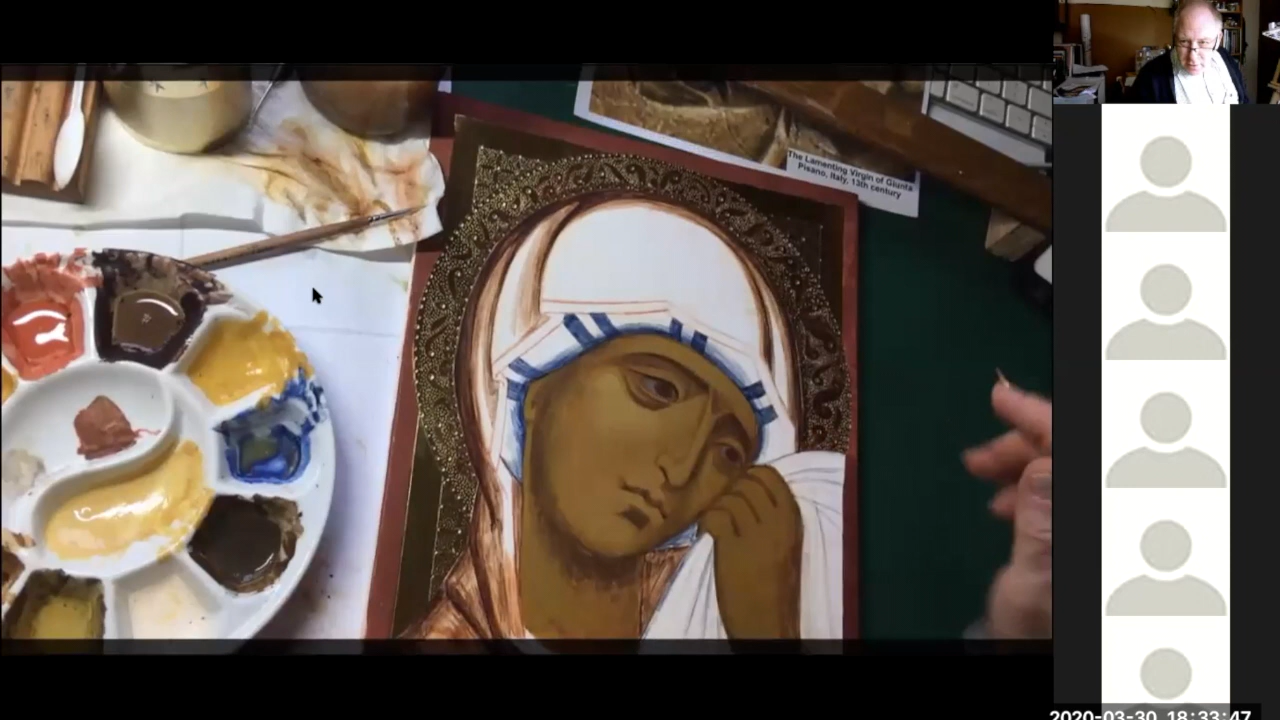 The Lamenting Virgin of Giunta
Pisano, Italy, 13th century
2020-03-30 18:33:47